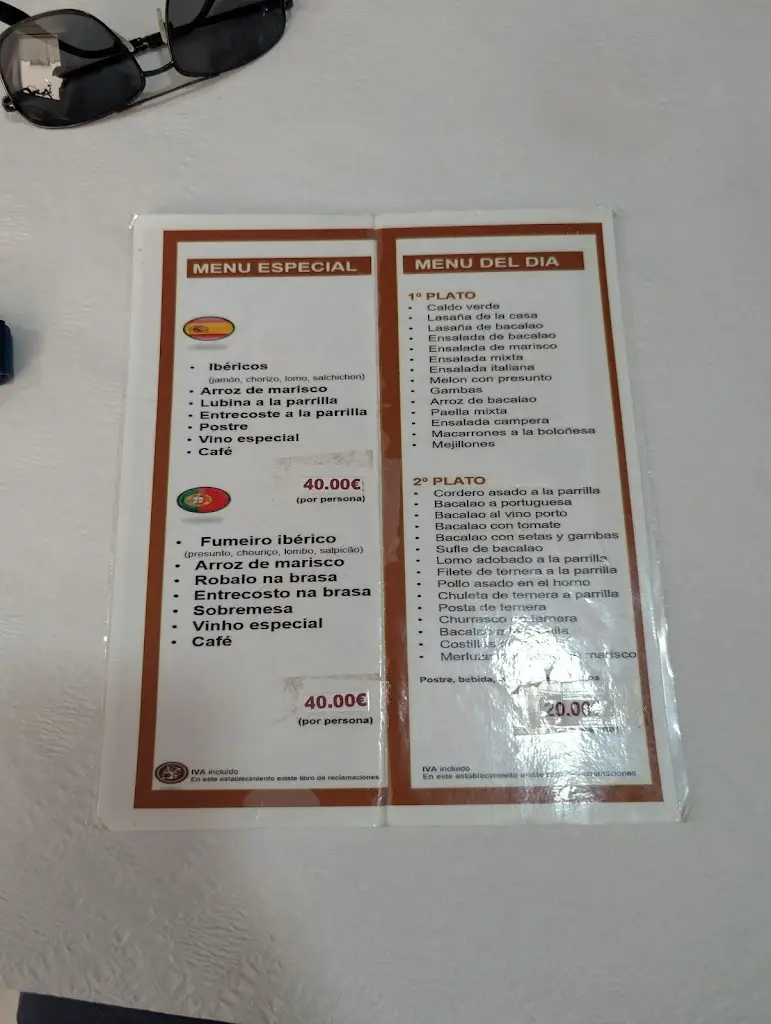 MENU ESPECIAL
Ibéricos
(jamón, chorizo, lomo, salchichon)
Arroz de marisco
Lubina a la parrilla
Entrecoste a la parrilla
Postre
Vino especial
Café
40.00€
(por persona)
Fumeiro ibérico
(presunto, chouriço, lombo, salpicão)
Arroz de marisco
Robalo na brasa
Entrecosto na brasa
Sobremesa
Vinho especial
Café
40.00€
(por persona)
IVA incluido
En este establecimiento existe libro de reclamaciones
MENU DEL DIA
1º PLATO
Caldo verde
Lasaña de la casa
Lasaña de bacalao
Ensalada de bacalao
Ensalada de marisco
Ensalada mixta
Ensalada italiana
Melon con presunto
Gambas
Arroz de bacalao
Paella mixta
Ensalada campera
Macarrones a la boloñesa
Mejillones
2º PLATO
Cordero asado a la parrilla
Bacalao a portuguesa
Bacalao al vino porto
Bacalao con tomate
Bacalao con setas y gambas
Sufle de bacalao
Lomo adobado a la parrilla
Filete de ternera a la parrilla
Pollo asado en el horno
Chuleta de ternera a parrilla
Posta de ternera
Churrasco de ternera
Bacalao a
Costillas
Merluza marisco
Postre, bebida,
20.00
IVA incluido
En este establecimiento existe reclamaciones